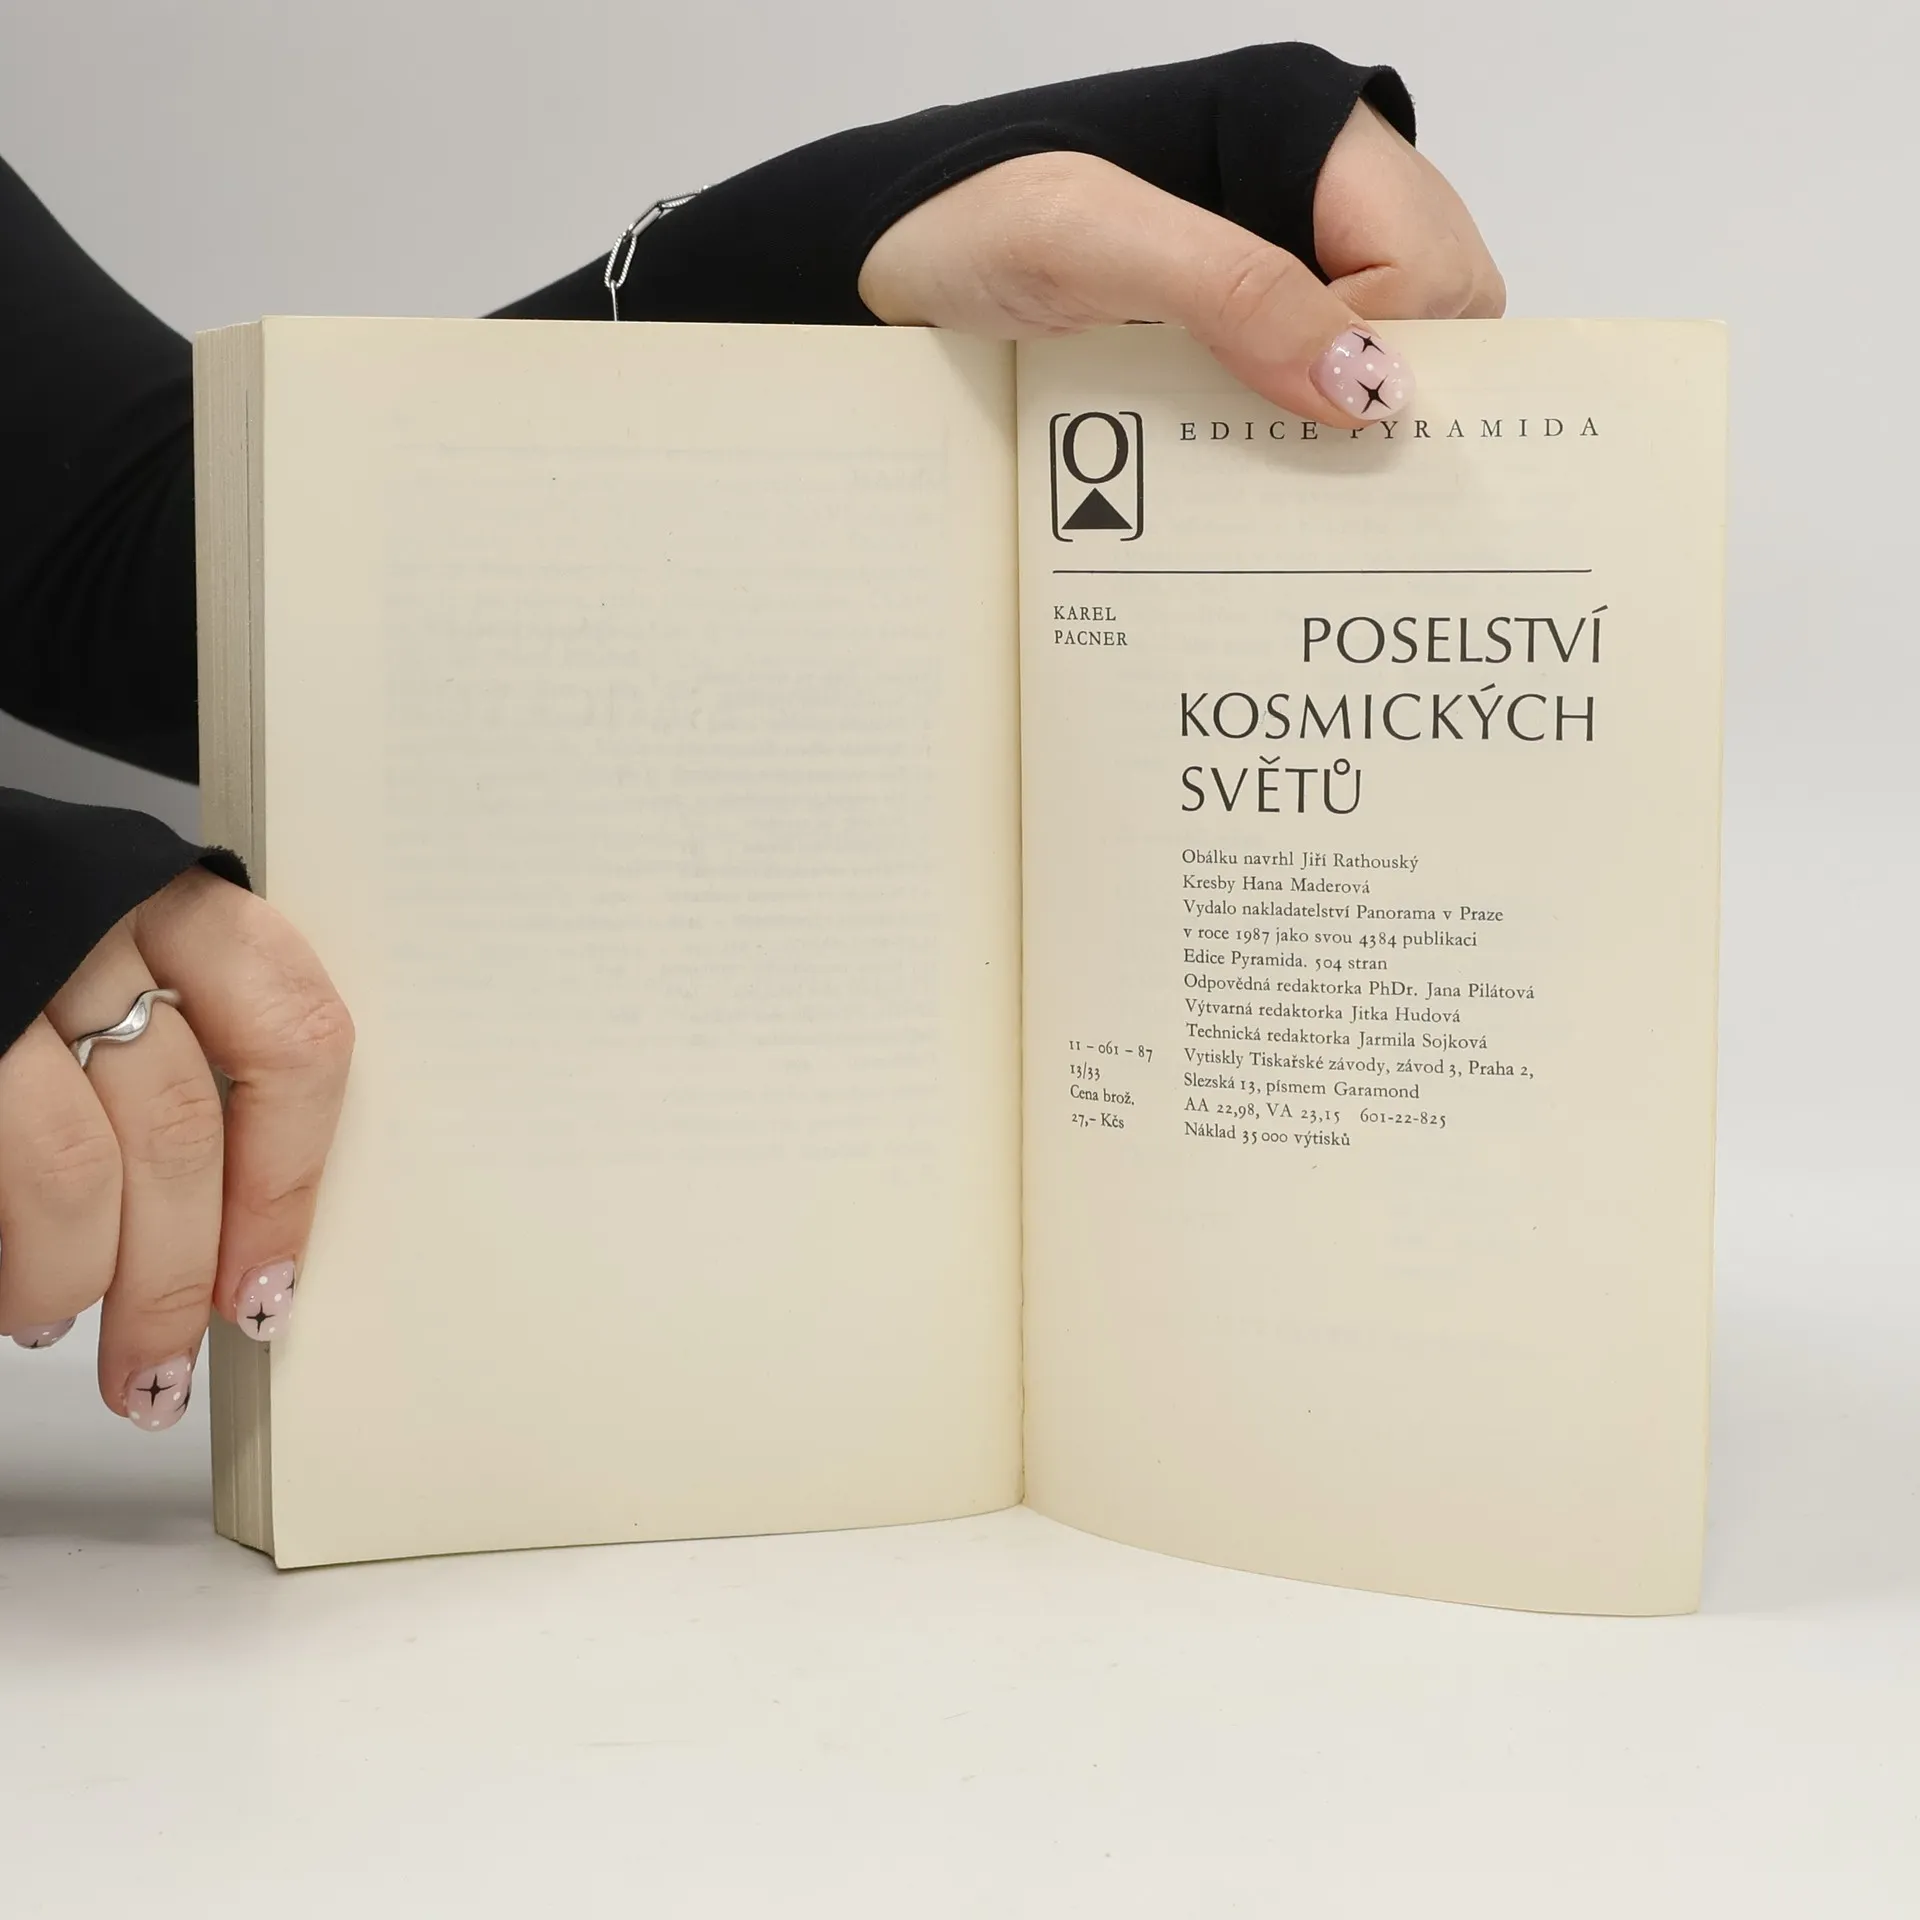 EDICE PYRAMIDA
KAREL
PACNER
POSELSTVÍ
KOSMICKÝCH
SVĚTŮ
Obálku navrhl Jiří Rathouský
Kresby Hana Maderová
Vydalo nakladatelství Panorama v Praze
v roce 1987 jako svou 4384 publikaci
Edice Pyramida. 504 stran
Odpovědná redaktorka PhDr. Jana Pilátová
Výtvarná redaktorka Jitka Hudová
Technická redaktorka Jarmila Sojková
Vytiskly Tiskařské závody, závod 3, Praha 2,
Slezská 13, písmem Garamond
AA 22,98, VA 23,15 601-22-825
Náklad 35 000 výtisků
11 – 061 – 87
13/33
Cena brož.
27,– Kčs